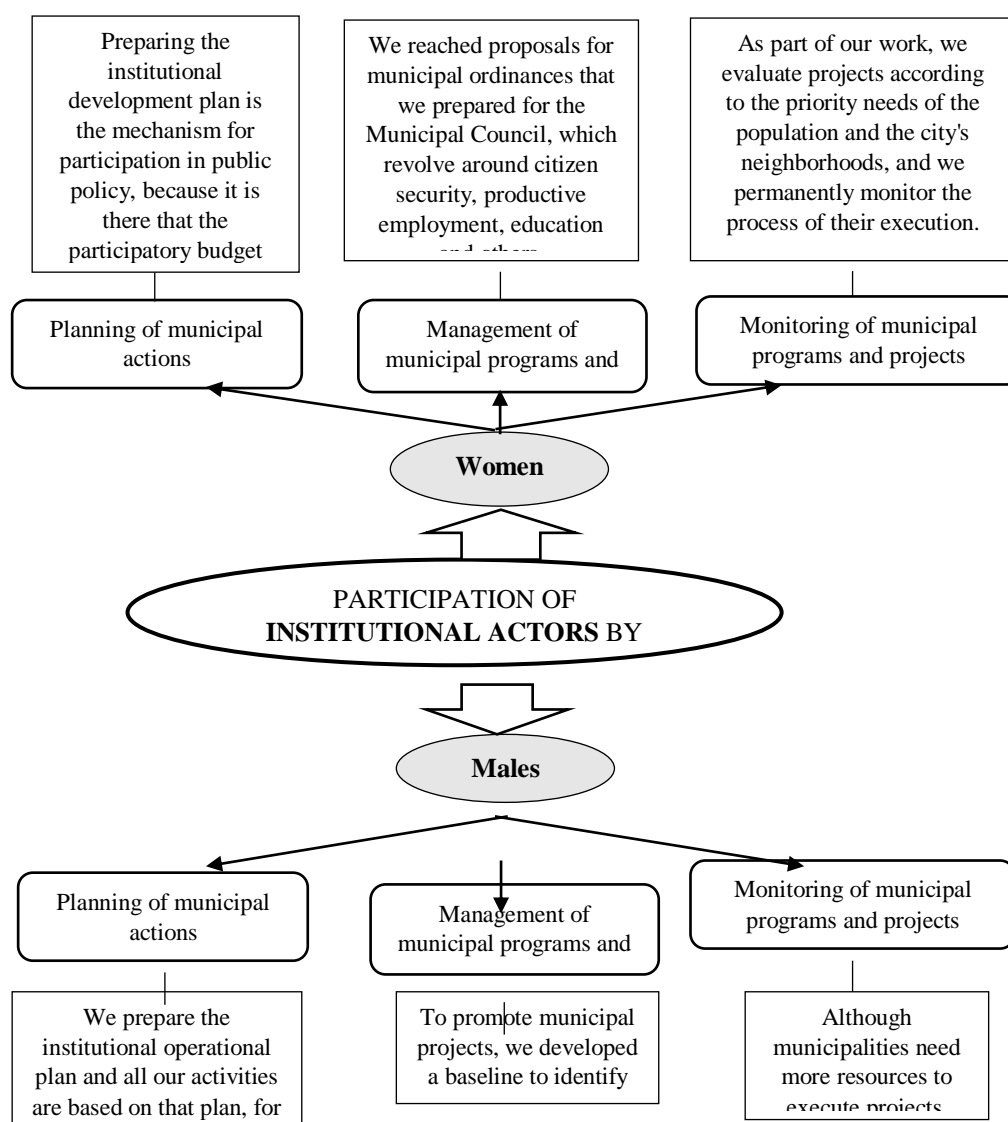 Preparing the
institutional
development plan is
the mechanism for
participation in public
policy, because it is
there that the
participatory budget
We reached proposals for
municipal ordinances that
we prepared for the
Municipal Council, which
revolve around citizen
security, productive
employment, education
and others
As part of our work, we
evaluate projects according
to the priority needs of the
population and the city's
neighborhoods, and we
permanently monitor the
process of their execution.
Planning of municipal
actions
Management of
municipal programs and
Monitoring of municipal
programs and projects
Women
PARTICIPATION OF
INSTITUTIONAL ACTORS BY
Males
Planning of municipal
actions
Management of
municipal programs and
Monitoring of municipal
programs and projects
We prepare the
institutional operational
plan and all our activities
are based on that plan, for
To promote municipal
projects, we developed
a baseline to identify
Although
municipalities need
more resources to
execute projects